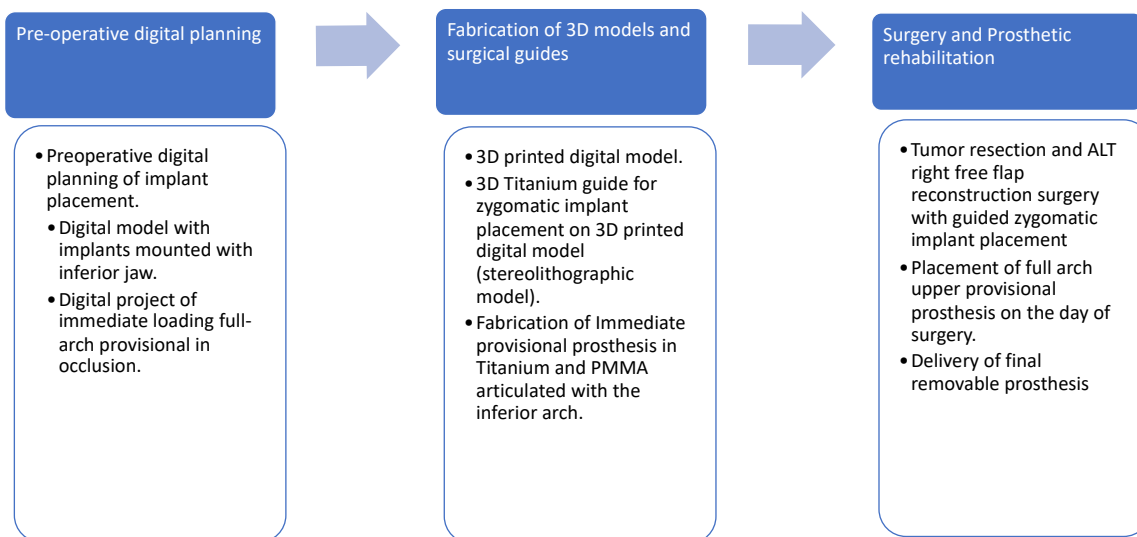 Pre-operative digital planning
• Preoperative digital
planning of implant
placement.
• Digital model with
implants mounted with
inferior jaw.
• Digital project of
immediate loading full-
arch provisional in
occlusion.
Fabrication of 3D models and
surgical guides
• 3D printed digital model.
• 3D Titanium guide for
zygomatic implant
placement on 3D printed
digital model
(stereolithographic
model).
• Fabrication of Immediate
provisional prosthesis in
Titanium and PMMA
articulated with the
inferior arch.
Surgery and Prosthetic
rehabilitation
• Tumor resection and ALT
right free flap
reconstruction surgery
with guided zygomatic
implant placement
• Placement of full arch
upper provisional
prosthesis on the day of
surgery.
• Delivery of final
removable prosthesis